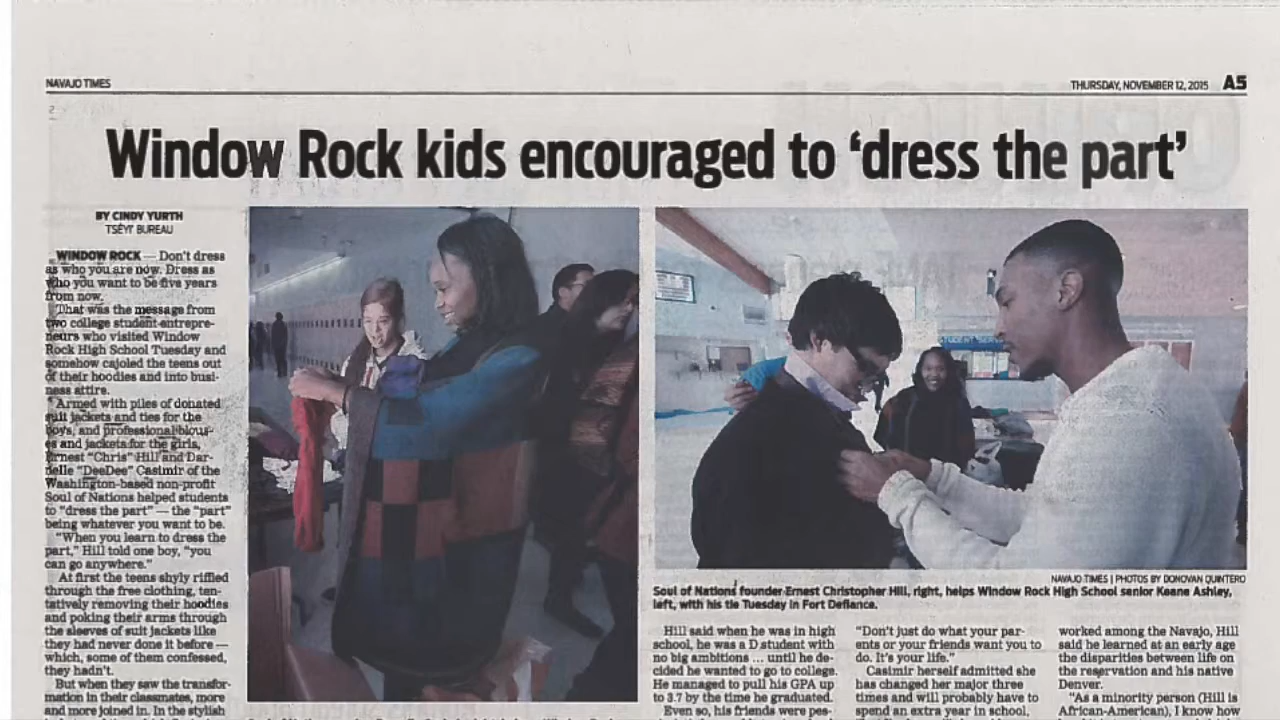 NAVAJO TIMES
THURSDAY, NOVEMBER 12, 2015 A5
Window Rock kids encouraged to ‘dress the part’
BY CINDY YURTH
TSÉYI' BUREAU
WINDOW ROCK — Don't dress
as who you are now. Dress as
who you want to be five years
from now.
That was the message from
two college student-entrepre-
neurs who visited Window
Rock High School Tuesday and
somehow cajoled the teens out
of their hoodies and into busi-
ness attire.
Armed with piles of donated
suit jackets and ties for the
boys, and professional blous-
es and jackets for the girls,
Ernest "Chris" Hill and Dar-
nelle "DeeDee" Casimir of the
Washington-based non-profit
Soul of Nations helped students
to "dress the part" — the "part"
being whatever you want to be.
"When you learn to dress the
part," Hill told one boy, "you
can go anywhere."
At first the teens shyly riffled
through the free clothing, ten-
tatively removing their hoodies
and poking their arms through
the sleeves of suit jackets like
they had never done it before —
which, some of them confessed,
they hadn't.
But when they saw the transfor-
mation in their classmates, more
and more joined in. In the stylish
NAVAJO TIMES | PHOTOS BY DONOVAN QUINTERO
Soul of Nations founder Ernest Christopher Hill, right, helps Window Rock High School senior Keane Ashley,
left, with his tie Tuesday in Fort Defiance.
Hill said when he was in high
school, he was a D student with
no big ambitions ... until he de-
cided he wanted to go to college.
He managed to pull his GPA up
to 3.7 by the time he graduated.
Even so, his friends were pes-
"Don't just do what your par-
ents or your friends want you to
do. It's your life."
Casimir herself admitted she
has changed her major three
times and will probably have to
spend an extra year in school,
worked among the Navajo, Hill
said he learned at an early age
the disparities between life on
the reservation and his native
Denver.
"As a minority person (Hill is
African-American), I know how